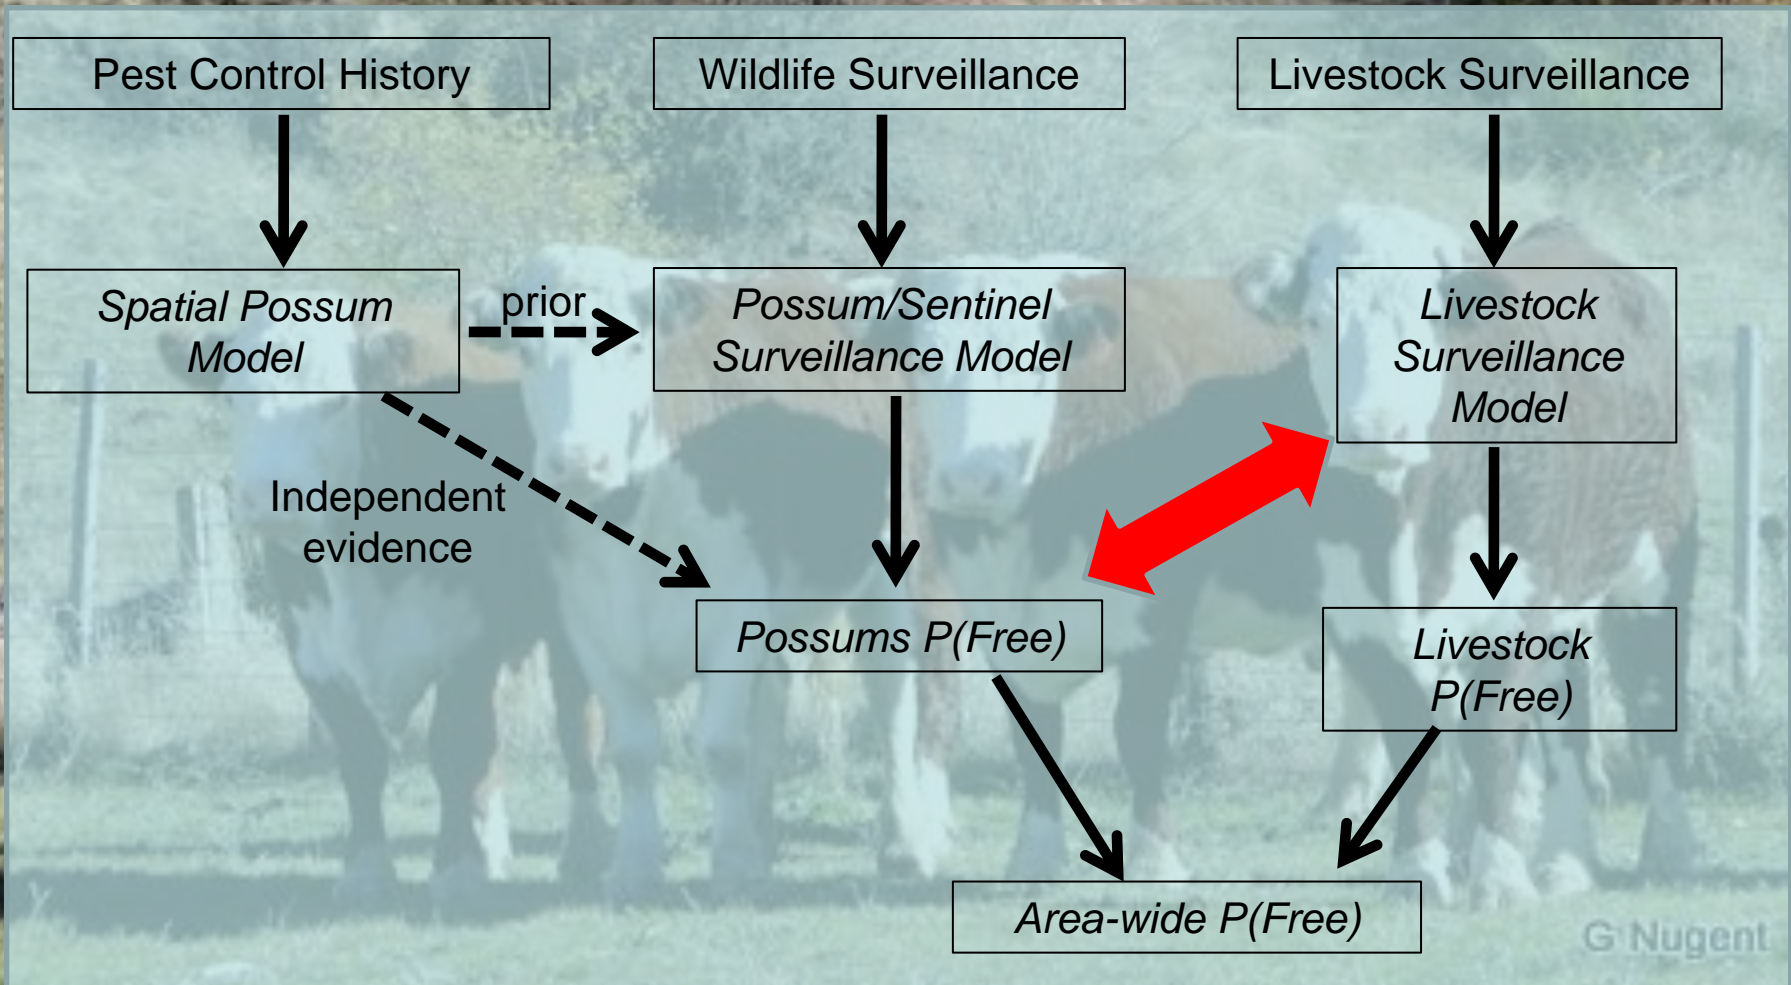 Pest Control History
Wildlife Surveillance
Livestock Surveillance
Spatial Possum
Model
prior
Possum/Sentinel
Surveillance Model
Livestock
Surveillance
Model
Independent
evidence
Possums P(Free)
Livestock
P(Free)
Area-wide P(Free)
G Nugent